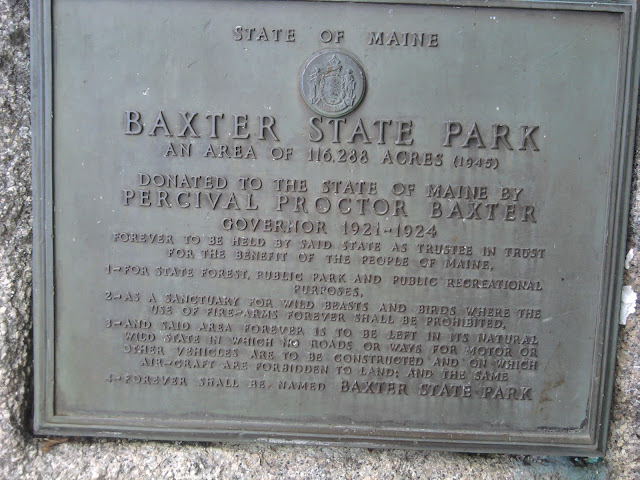 STATE OF MAINE
BAXTER STATE PARK
AN AREA OF 116,288 ACRES (1945)
DONATED TO THE STATE OF MAINE BY
PERCIVAL PROCTOR BAXTER
GOVERNOR 1921-1924
FOREVER TO BE HELD BY SAID STATE AS TRUSTEE IN TRUST
FOR THE BENEFIT OF THE PEOPLE OF MAINE,
1-FOR STATE FOREST, PUBLIC PARK AND PUBLIC RECREATIONAL
PURPOSES,
2-AS A SANCTUARY FOR WILD BEASTS AND BIRDS WHERE THE
USE OF FIRE-ARMS FOREVER SHALL BE PROHIBITED,
3-AND SAID AREA FOREVER IS TO BE LEFT IN ITS NATURAL
WILD STATE IN WHICH NO ROADS OR WAYS FOR MOTOR OR
OTHER VEHICLES ARE TO BE CONSTRUCTED AND ON WHICH
AIR-CRAFT ARE FORBIDDEN TO LAND; AND THE SAME
4-FOREVER SHALL BE NAMED BAXTER STATE PARK